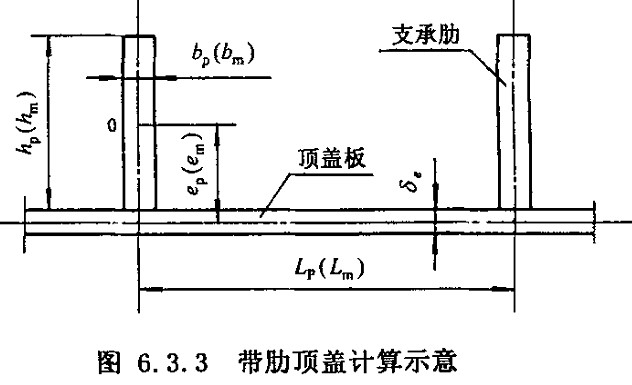 b_p(b_m)
支承肋
h_p(h_m)
0
e_p(e_m)
顶盖板
δ_e
L_P(L_m)
图 6.3.3 带肋顶盖计算示意